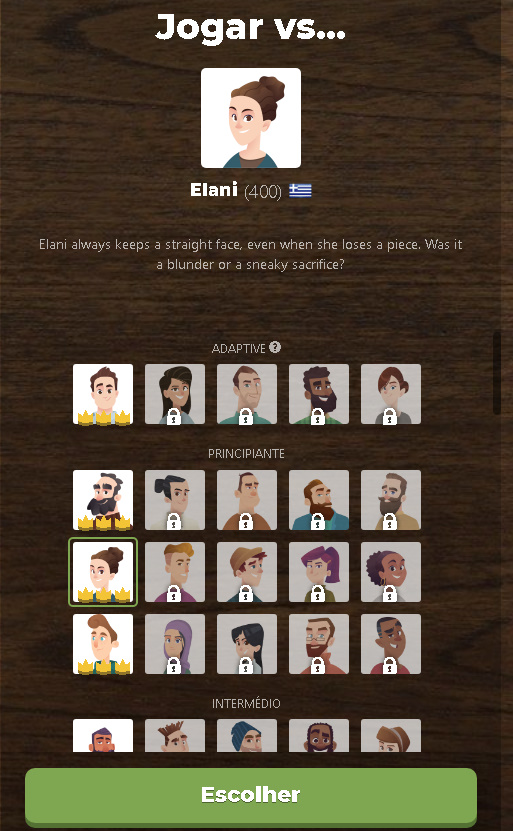 Jogar vs...
Elani (400)
Elani always keeps a straight face, even when she loses a piece. Was it
a blunder or a sneaky sacrifice?
ADAPTIVE ?
PRINCIPIANTE
INTERMÉDIO
Escolher